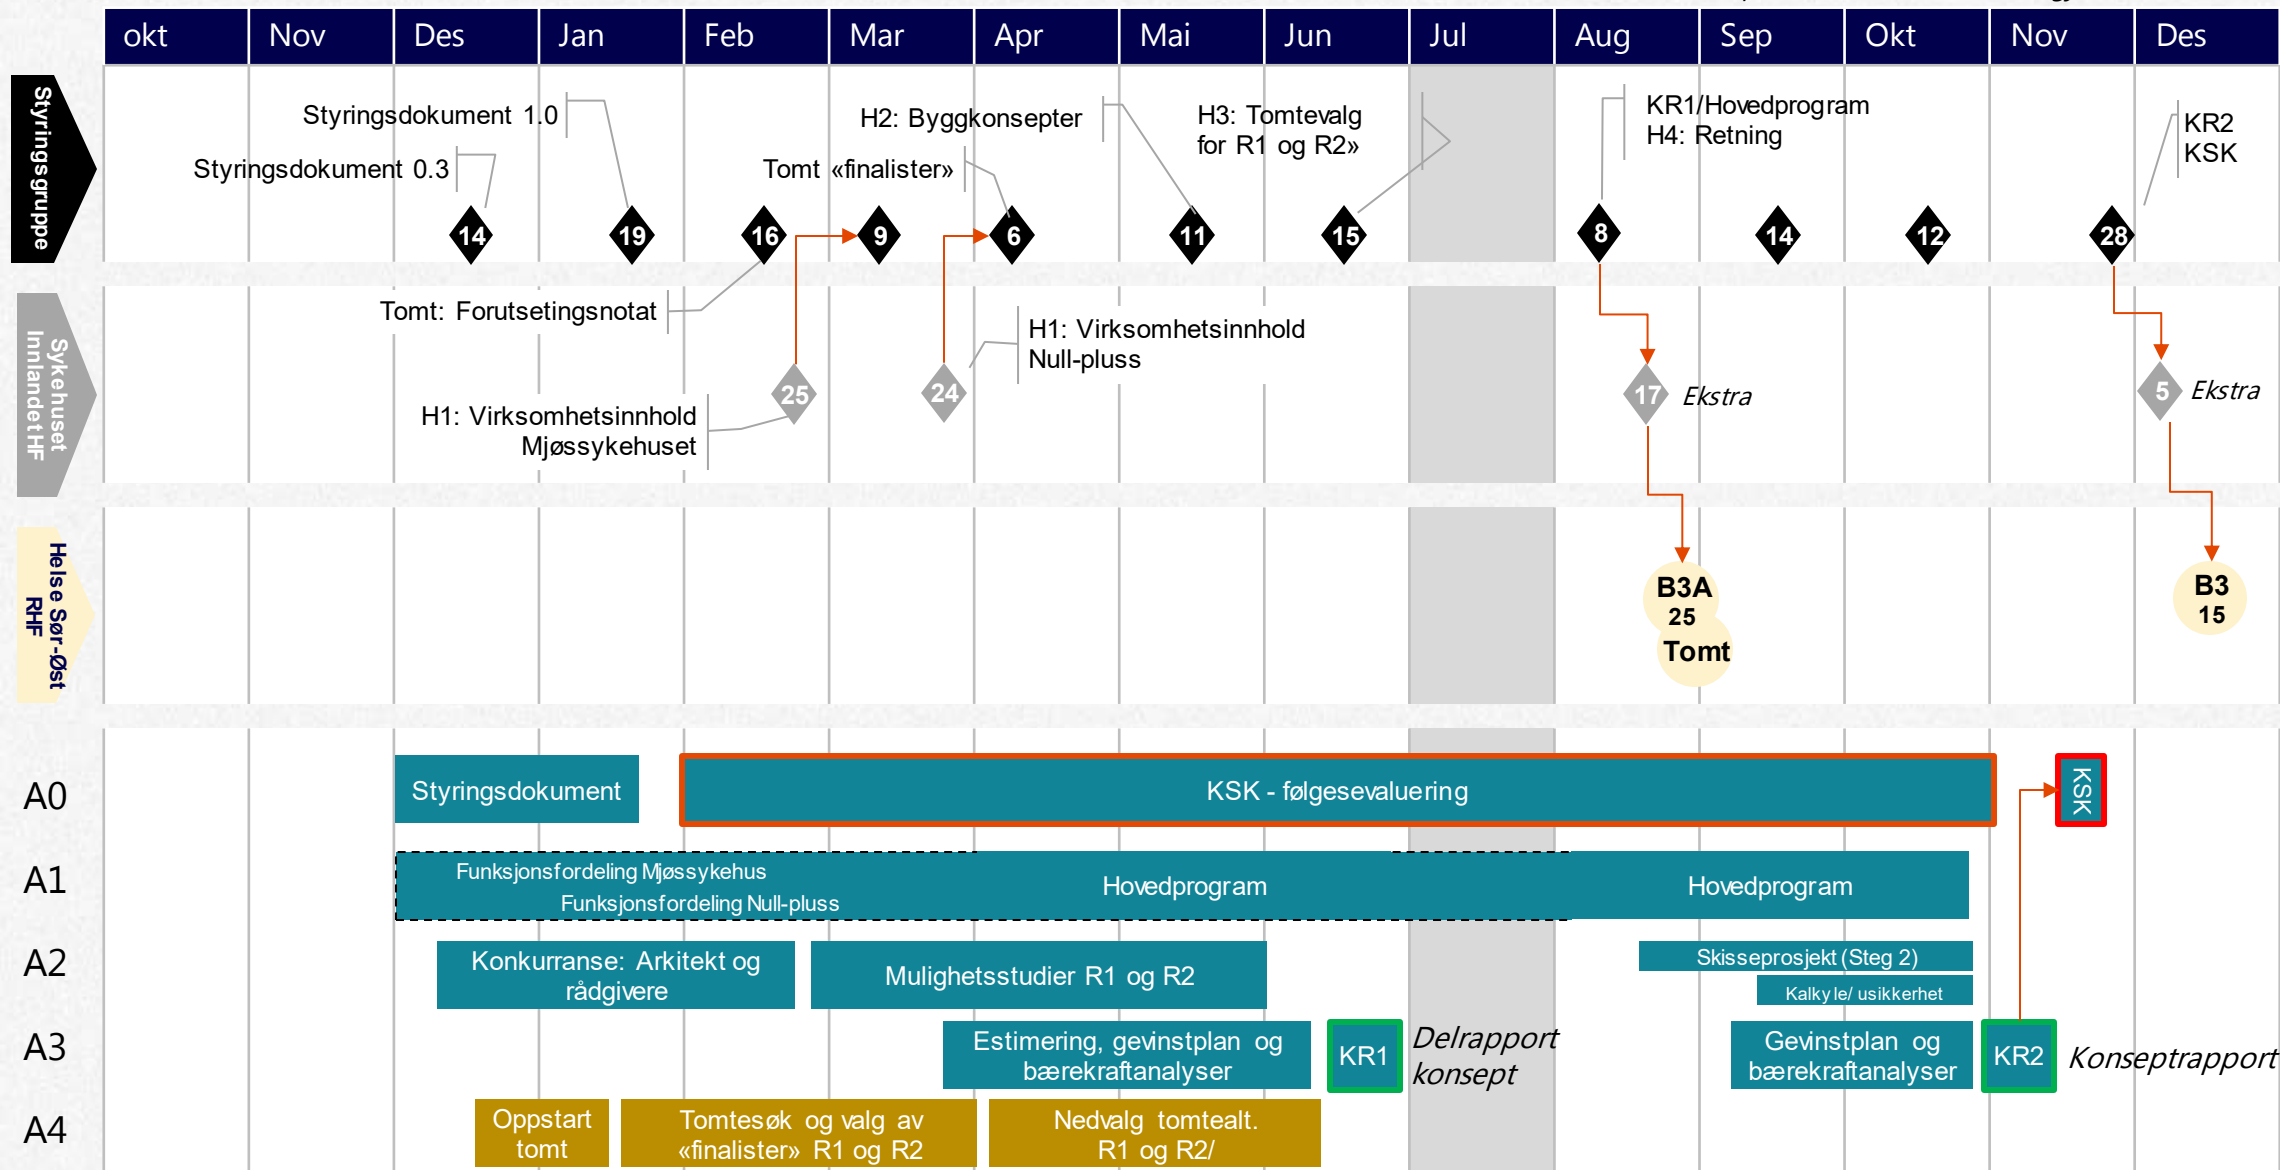 okt
Nov
Des
Jan
Feb
Mar
Apr
Mai
Jun
Jul
Aug
Sep
Okt
Nov
Des
Styringsgruppe
Styringsdokument 1.0
Styringsdokument 0.3
H2: Byggkonsepter
Tomt «finalister»
H3: Tomtevalg
for R1 og R2»
KR1/Hovedprogram
H4: Retning
KR2
KSK
14
19
16
9
6
11
15
8
14
12
28
Sykehuset
Innlandet HF
Tomt: Forutsetingsnotat
H1: Virksomhetsinnhold
Null-pluss
25
24
17
Ekstra
5
Ekstra
H1: Virksomhetsinnhold
Mjøssykehuset
Helse Sør-Øst
RHF
B3A
25
Tomt
B3
15
A0
Styringsdokument
KSK - følgesevaluering
KSK
A1
Funksjonsfordeling Mjøssykehus
Funksjonsfordeling Null-pluss
Hovedprogram
Hovedprogram
A2
Konkurranse: Arkitekt og
rådgivere
Mulighetsstudier R1 og R2
Skisseprosjekt (Steg 2)
Kalkyle/ usikkerhet
A3
Estimering, gevinstplan og
bærekraftanalyser
KR1
Delrapport
konsept
Gevinstplan og
bærekraftanalyser
KR2
Konseptrapport
A4
Oppstart
tomt
Tomtesøk og valg av
«finalister» R1 og R2
Nedvalg tomtealt.
R1 og R2/